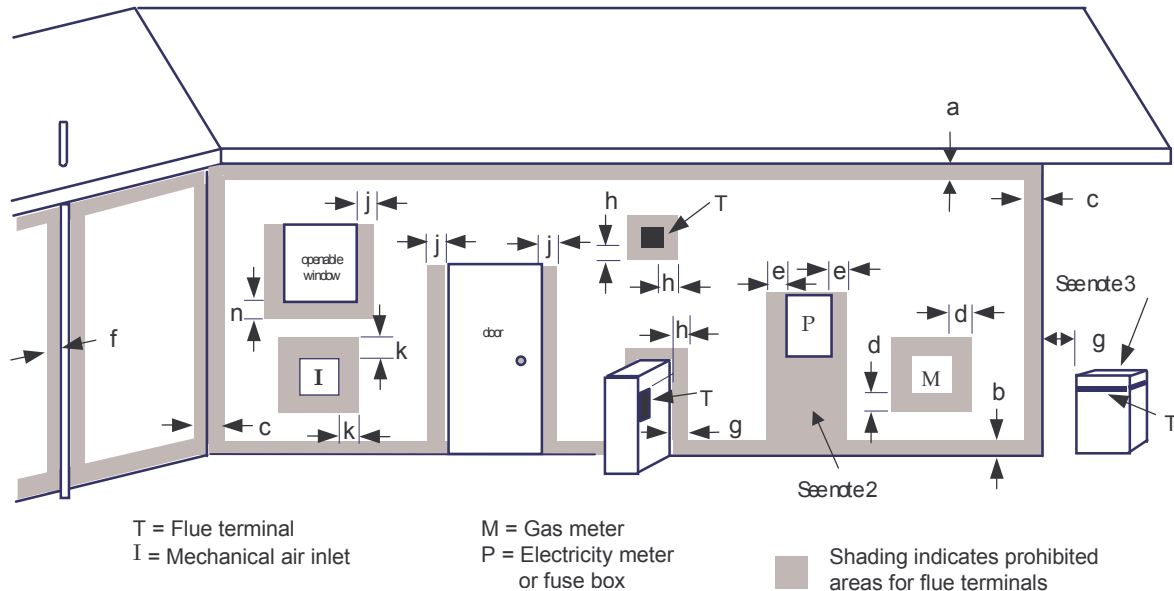 a
h
T
c
j
j
j
openable
window
e
e
See note 3
h
P
n
d
door
f
h
k
d
g
I
M
T
b
T
c
k
g
See note 2
T = Flue terminal
I = Mechanical air inlet
M = Gas meter
P = Electricity meter
or fuse box
Shading indicates prohibited
areas for flue terminals